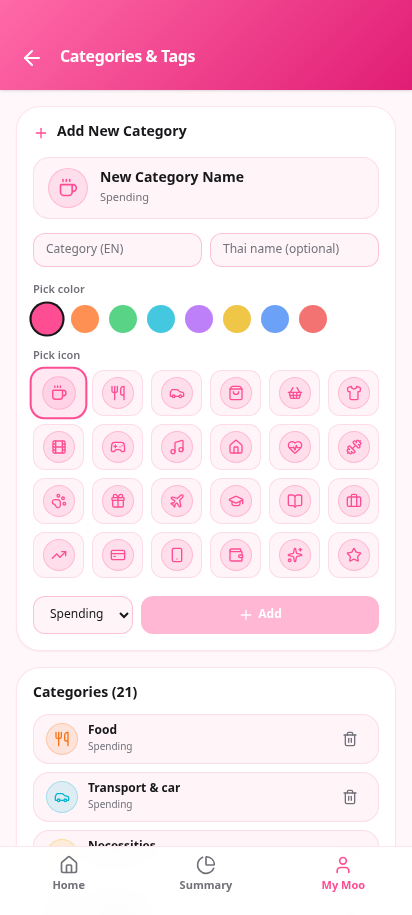 Categories & Tags
Add New Category
New Category Name
Spending
Category (EN)
Thai name (optional)
Pick color
Pick icon
Spending
Add
Categories (21)
Food
Spending
Transport & car
Spending
Necessities
Home
Summary
My Moo